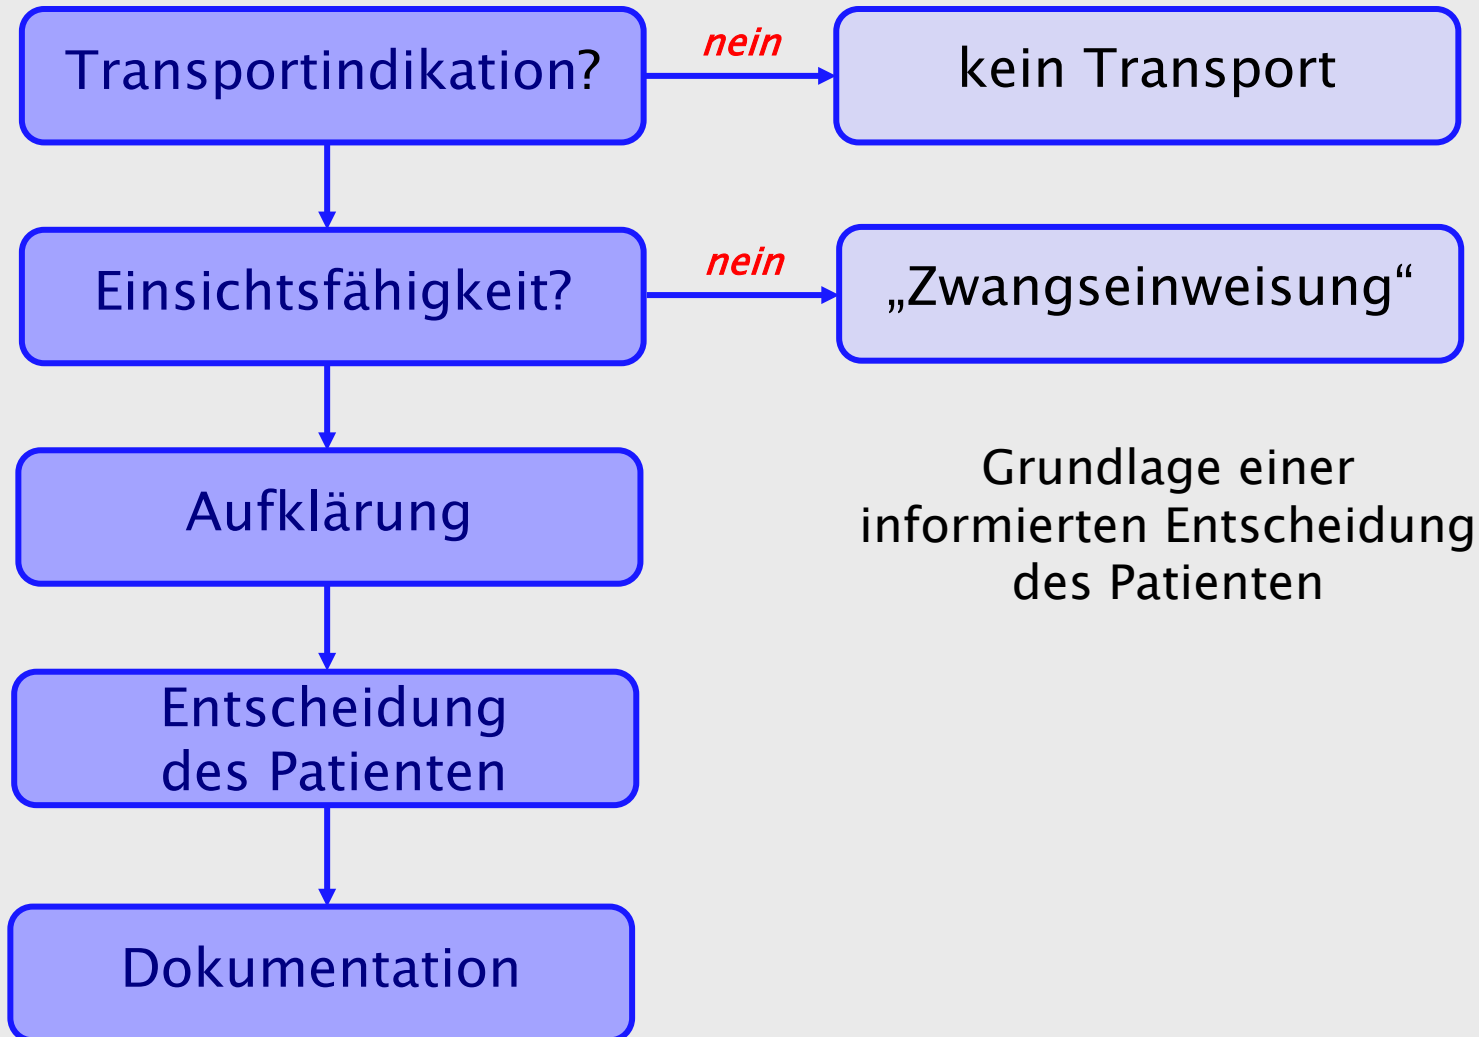 Transportindikation?
nein
kein Transport
Einsichtsfähigkeit?
nein
„Zwangseinweisung“
Aufklärung
Grundlage einer
informierten Entscheidung
des Patienten
Entscheidung
des Patienten
Dokumentation